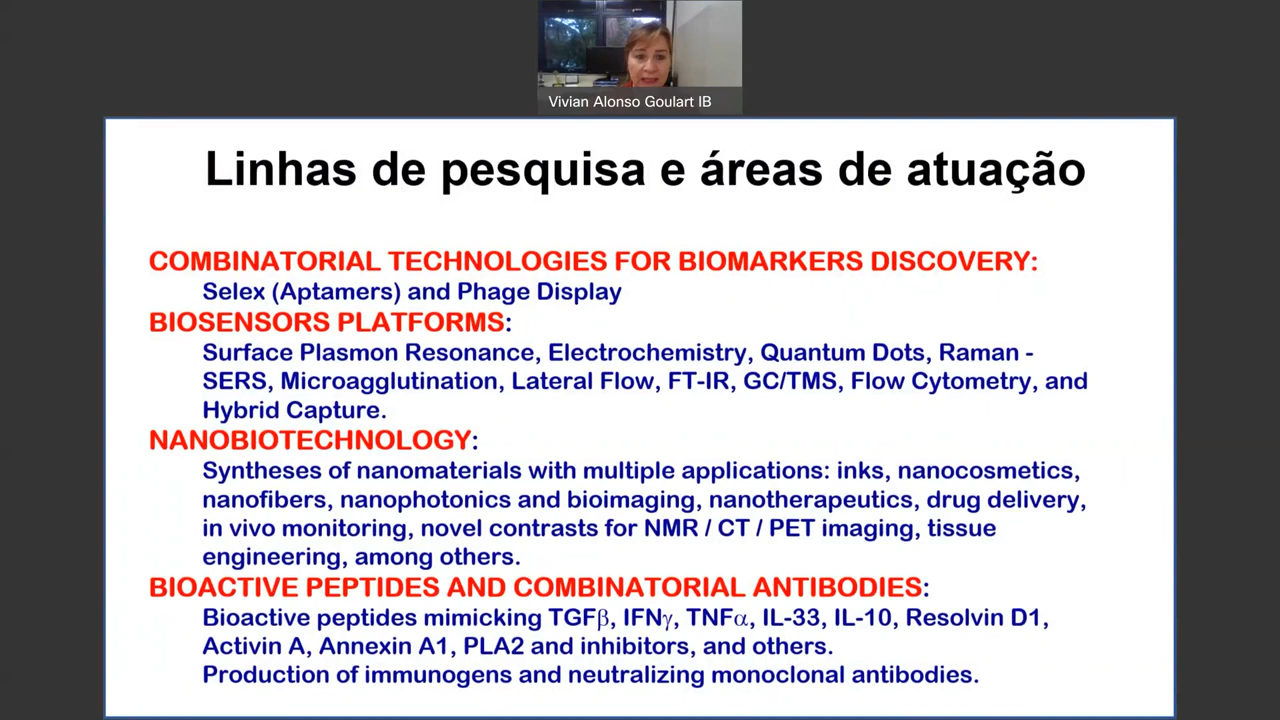 Vivian Alonso Goulart IB
Linhas de pesquisa e áreas de atuação
COMBINATORIAL TECHNOLOGIES FOR BIOMARKERS DISCOVERY:
Selex (Aptamers) and Phage Display
BIOSENSORS PLATFORMS:
Surface Plasmon Resonance, Electrochemistry, Quantum Dots, Raman -
SERS, Microagglutination, Lateral Flow, FT-IR, GC/TMS, Flow Cytometry, and
Hybrid Capture.
NANOBIOTECHNOLOGY:
Syntheses of nanomaterials with multiple applications: inks, nanocosmetics,
nanofibers, nanophotonics and bioimaging, nanotherapeutics, drug delivery,
in vivo monitoring, novel contrasts for NMR / CT / PET imaging, tissue
engineering, among others.
BIOACTIVE PEPTIDES AND COMBINATORIAL ANTIBODIES:
Bioactive peptides mimicking TGFβ, IFNγ, TNFα, IL-33, IL-10, Resolvin D1,
Activin A, Annexin A1, PLA2 and inhibitors, and others.
Production of immunogens and neutralizing monoclonal antibodies.